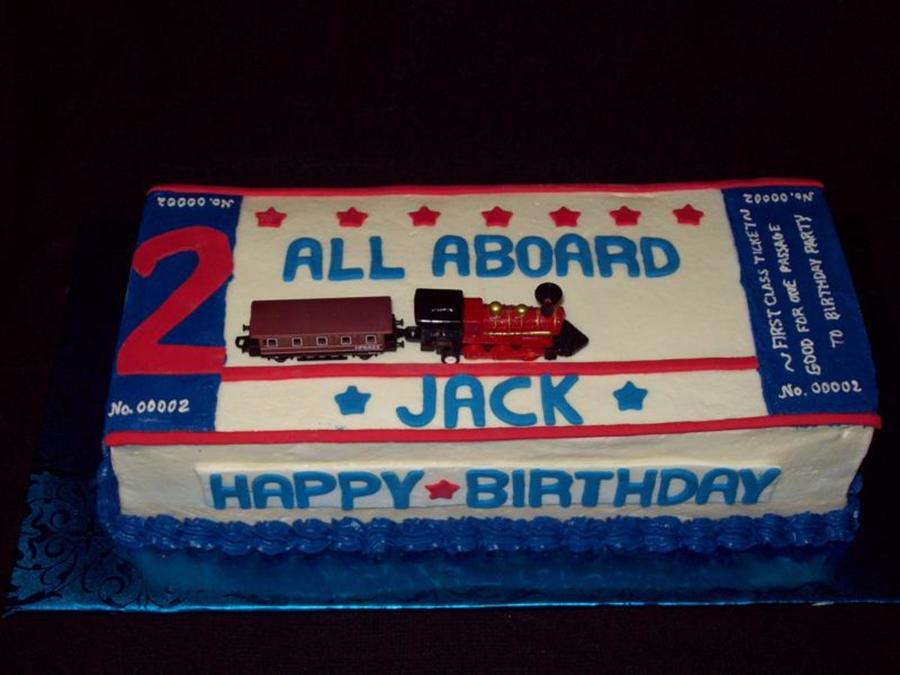 No. 00002
2
No. 00002
ALL ABOARD
JACK
HAPPY BIRTHDAY
No. 00002
~ FIRST CLASS TICKET ~
GOOD FOR ONE PASSAGE
TO BIRTHDAY PARTY
No. 00002